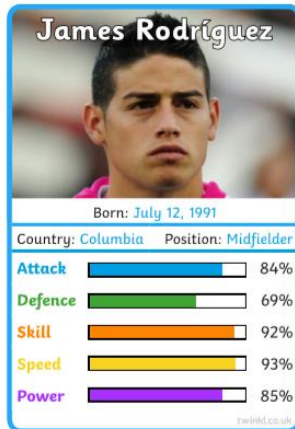 James Rodríguez
Born: July 12, 1991
Country: Columbia Position: Midfielder
Attack 84%
Defence 69%
Skill 92%
Speed 93%
Power 85%
twinkl.co.uk